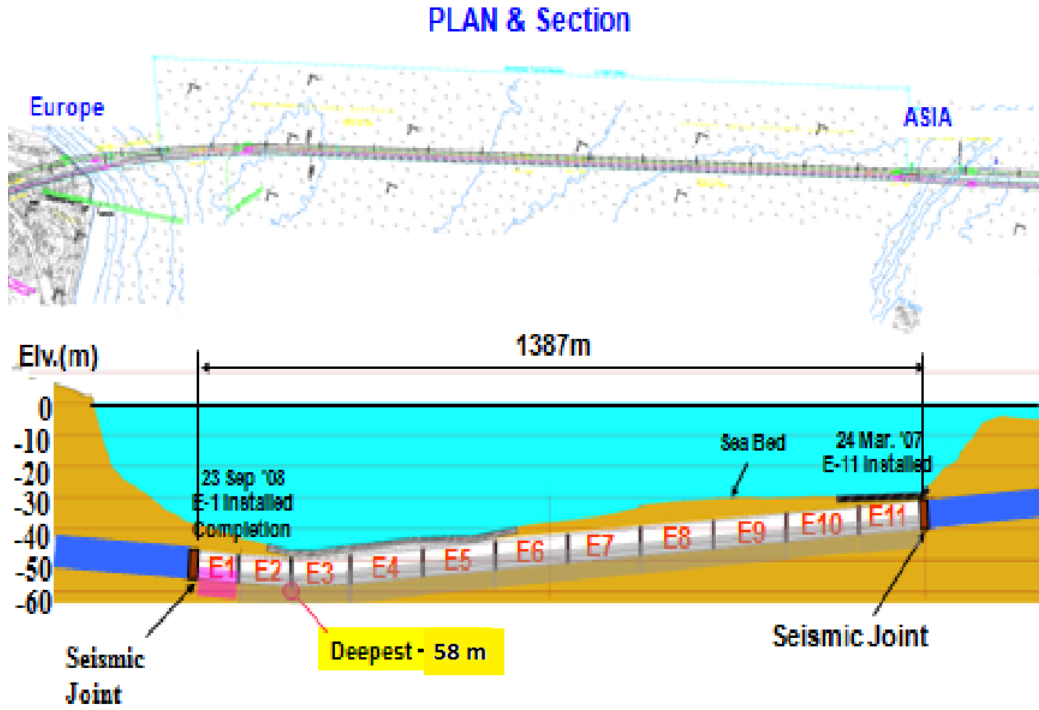 PLAN & Section
Europe
ASIA
Elv.(m)
1387m
0
-10
-20
-30
-40
-50
-60
23 Sep '08
E-1 Installed
Completion
Sea Bed
24 Mar. '07
E-11 Installed
E1 E2 E3 E4 E5 E6 E7 E8 E9 E10 E11
Seismic
Joint
Deepest - 58 m
Seismic Joint